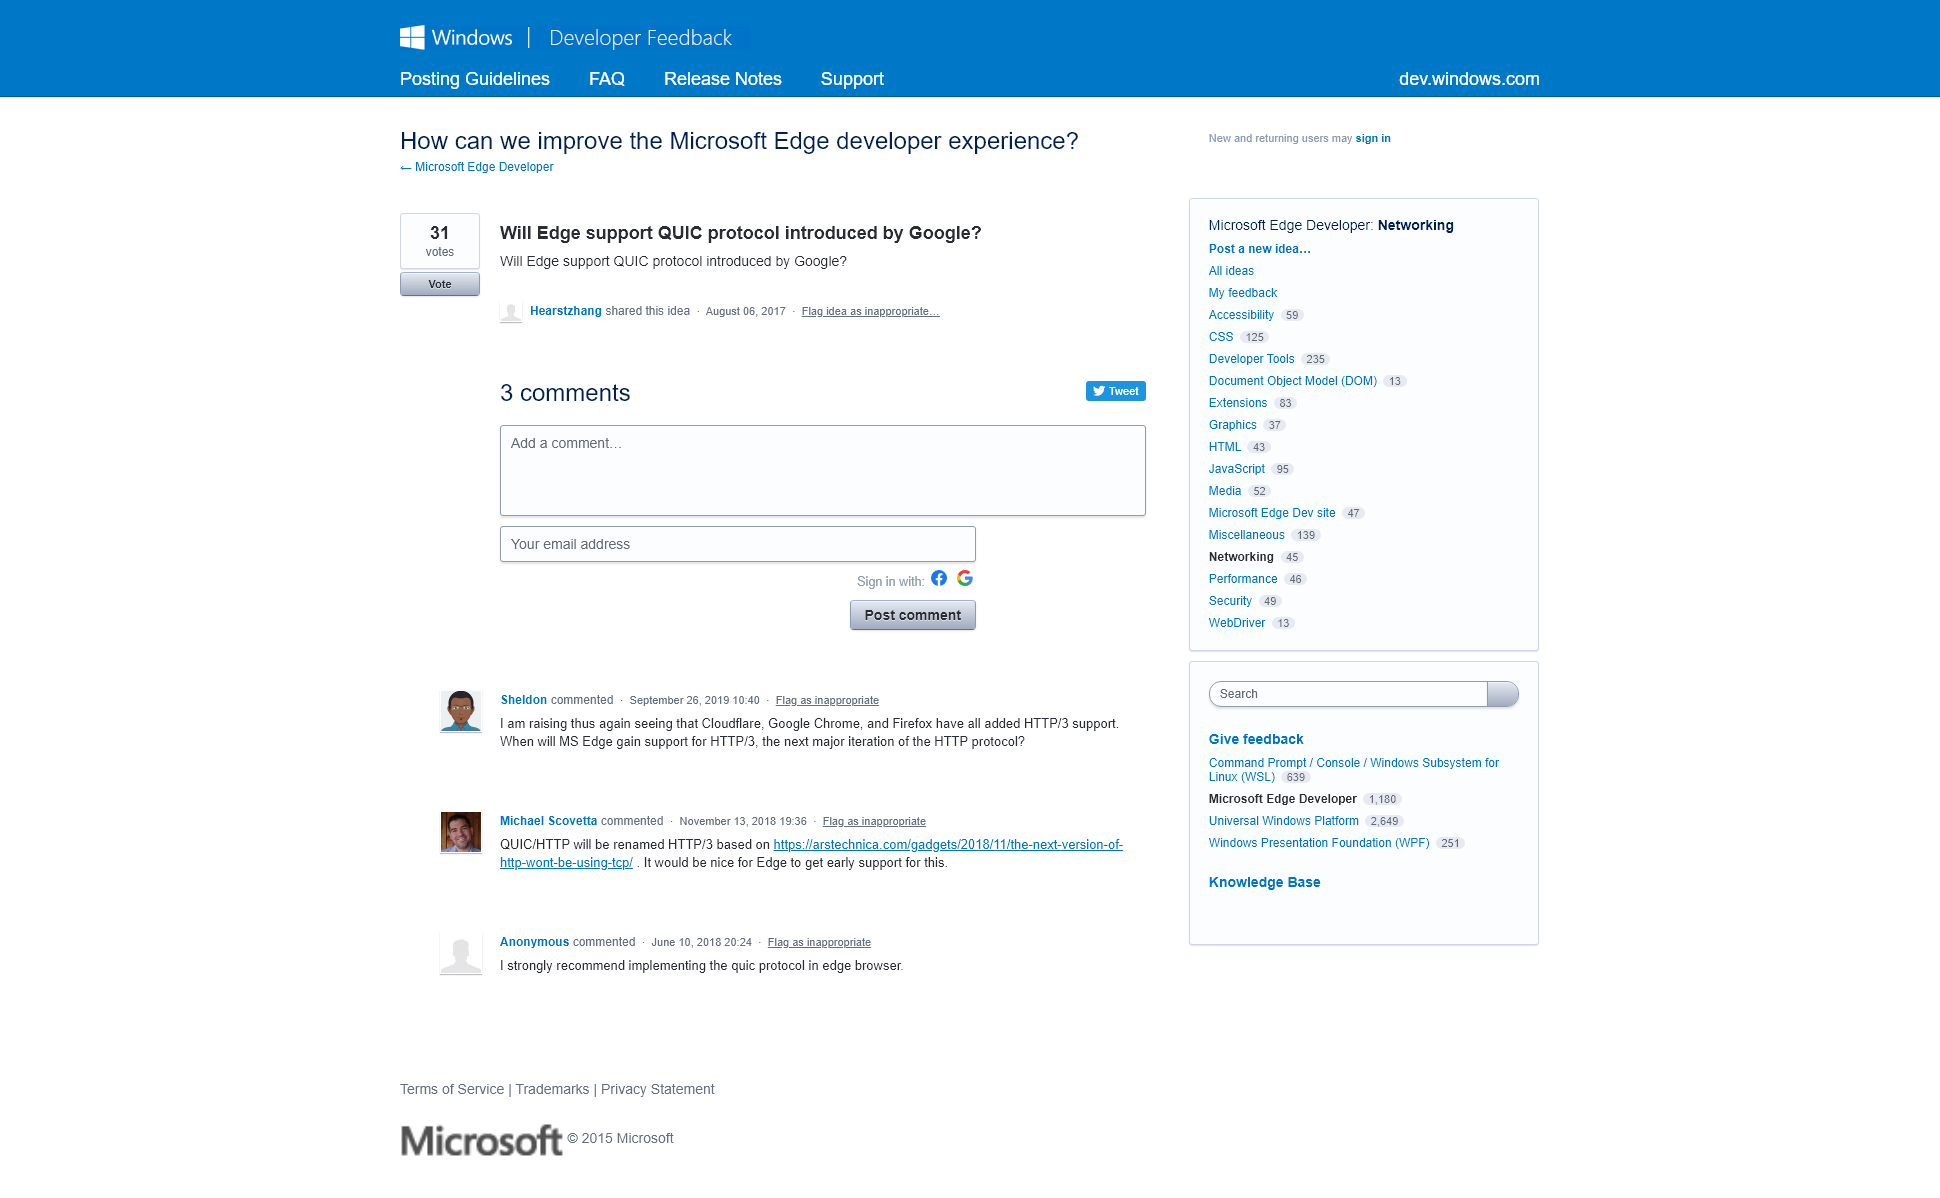 Windows | Developer Feedback
Posting Guidelines FAQ Release Notes Support dev.windows.com
How can we improve the Microsoft Edge developer experience?
← Microsoft Edge Developer
New and returning users may sign in
31
votes
Vote
Will Edge support QUIC protocol introduced by Google?
Will Edge support QUIC protocol introduced by Google?
Hearstzhang shared this idea · August 06, 2017 · Flag idea as inappropriate…
3 comments
Tweet
Add a comment…
Your email address
Sign in with:
Post comment
Sheldon commented · September 26, 2019 10:40 · Flag as inappropriate
I am raising thus again seeing that Cloudflare, Google Chrome, and Firefox have all added HTTP/3 support.
When will MS Edge gain support for HTTP/3, the next major iteration of the HTTP protocol?
Michael Scovetta commented · November 13, 2018 19:36 · Flag as inappropriate
QUIC/HTTP will be renamed HTTP/3 based on https://arstechnica.com/gadgets/2018/11/the-next-version-of-
http-wont-be-using-tcp/ . It would be nice for Edge to get early support for this.
Anonymous commented · June 10, 2018 20:24 · Flag as inappropriate
I strongly recommend implementing the quic protocol in edge browser.
Microsoft Edge Developer: Networking
Post a new idea…
All ideas
My feedback
Accessibility 59
CSS 125
Developer Tools 235
Document Object Model (DOM) 13
Extensions 83
Graphics 37
HTML 43
JavaScript 95
Media 52
Microsoft Edge Dev site 47
Miscellaneous 139
Networking 45
Performance 46
Security 49
WebDriver 13
Search
Give feedback
Command Prompt / Console / Windows Subsystem for
Linux (WSL) 639
Microsoft Edge Developer 1,180
Universal Windows Platform 2,649
Windows Presentation Foundation (WPF) 251
Knowledge Base
Terms of Service | Trademarks | Privacy Statement
Microsoft © 2015 Microsoft